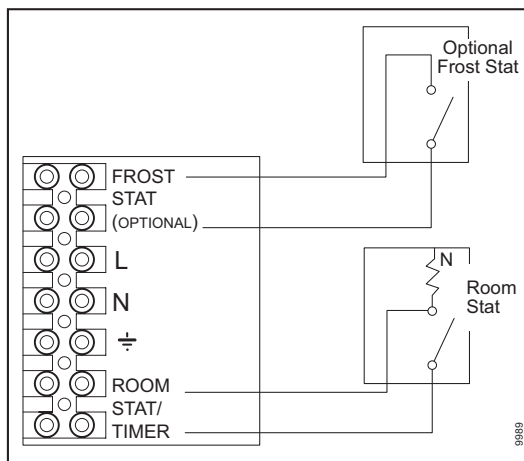 Optional
Frost Stat
FROST
STAT
(OPTIONAL)
L
N
ROOM
STAT/
TIMER
N
Room
Stat
9989